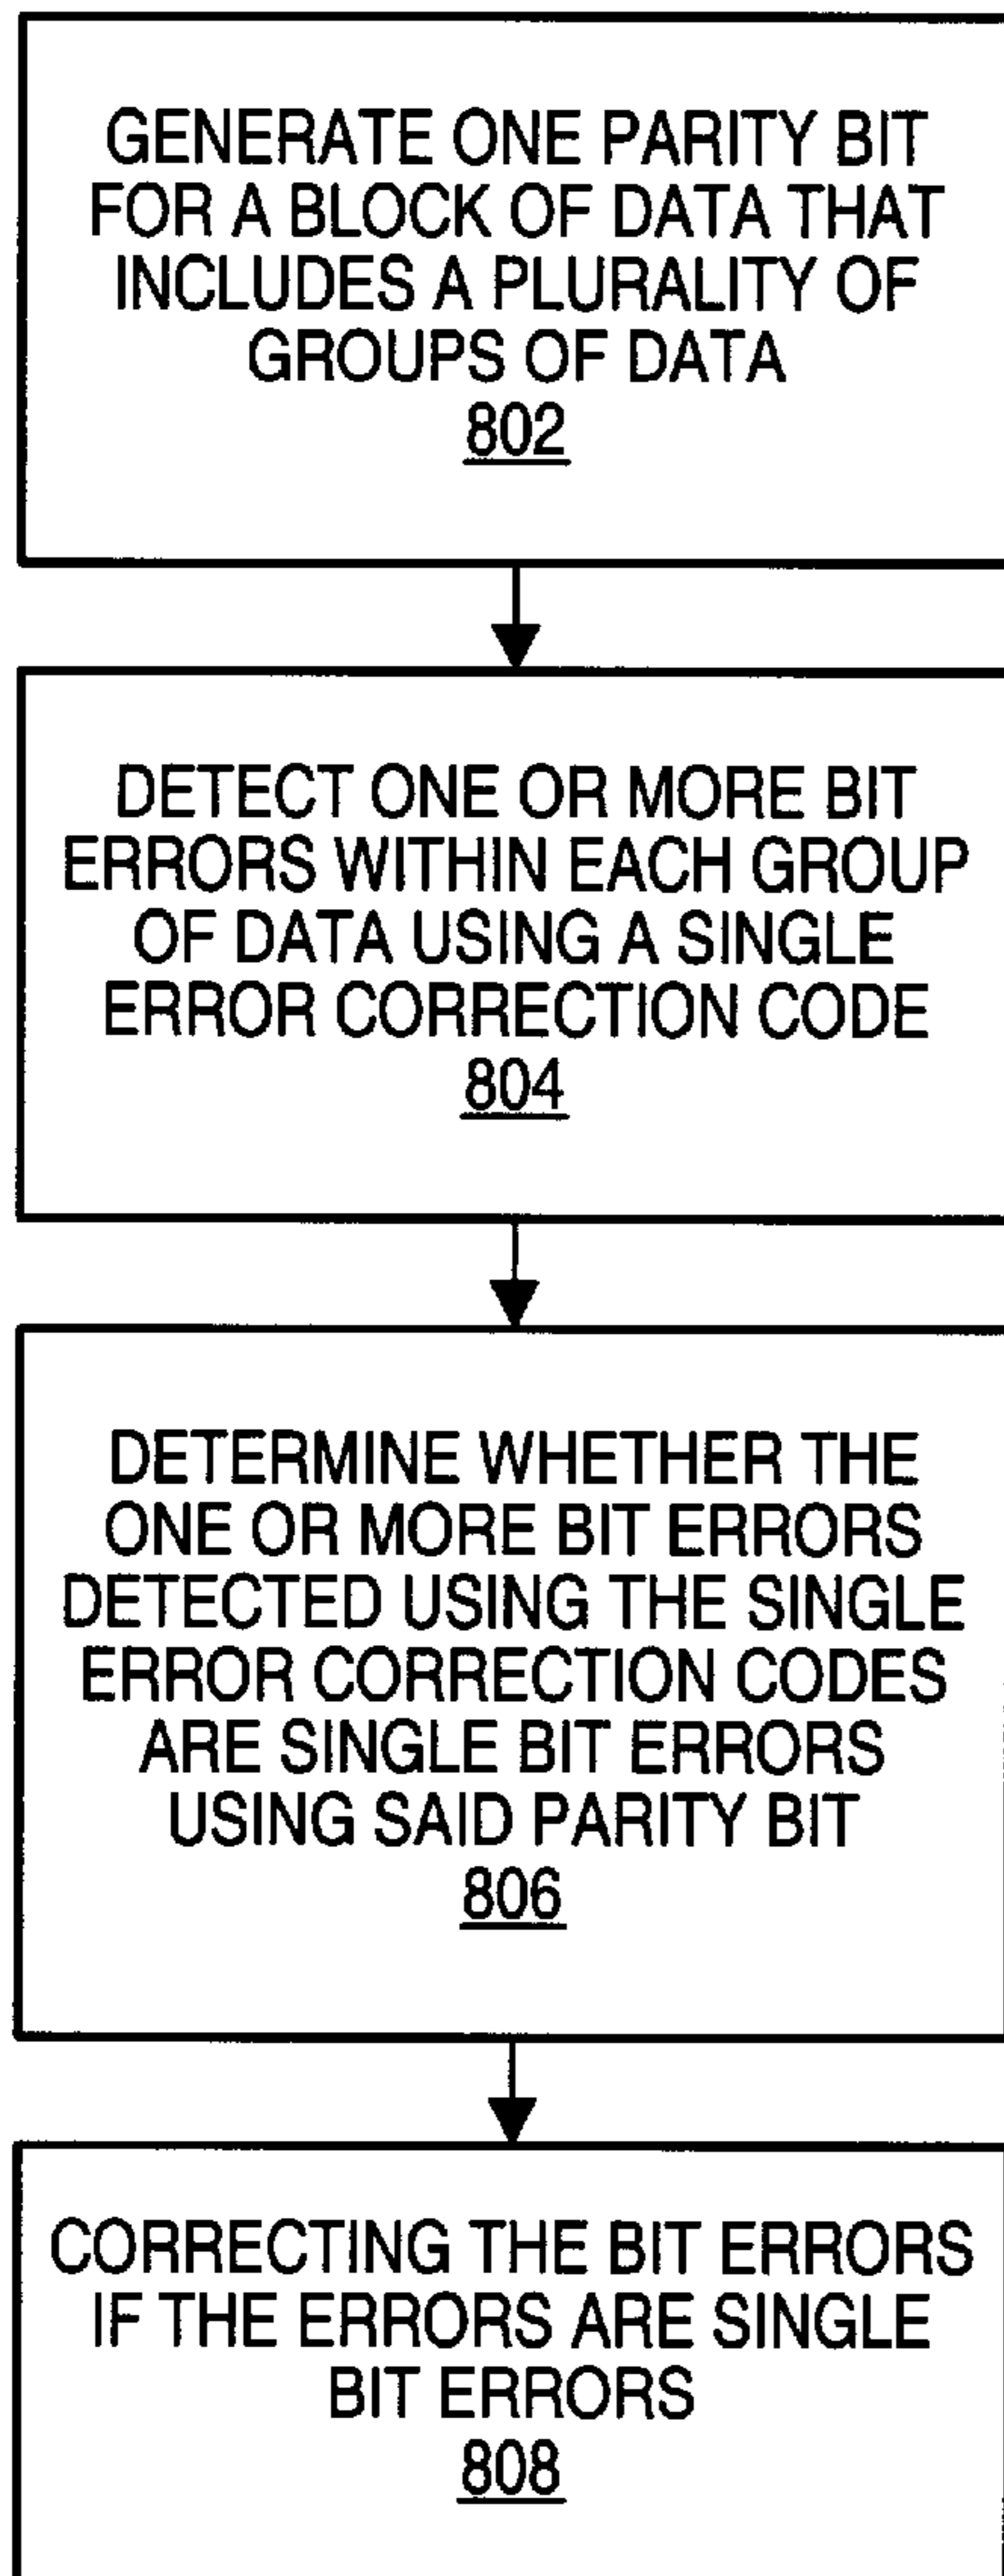 GENERATE ONE PARITY BIT
FOR A BLOCK OF DATA THAT
INCLUDES A PLURALITY OF
GROUPS OF DATA
802
DETECT ONE OR MORE BIT
ERRORS WITHIN EACH GROUP
OF DATA USING A SINGLE
ERROR CORRECTION CODE
804
DETERMINE WHETHER THE
ONE OR MORE BIT ERRORS
DETECTED USING THE SINGLE
ERROR CORRECTION CODES
ARE SINGLE BIT ERRORS
USING SAID PARITY BIT
806
CORRECTING THE BIT ERRORS
IF THE ERRORS ARE SINGLE
BIT ERRORS
808